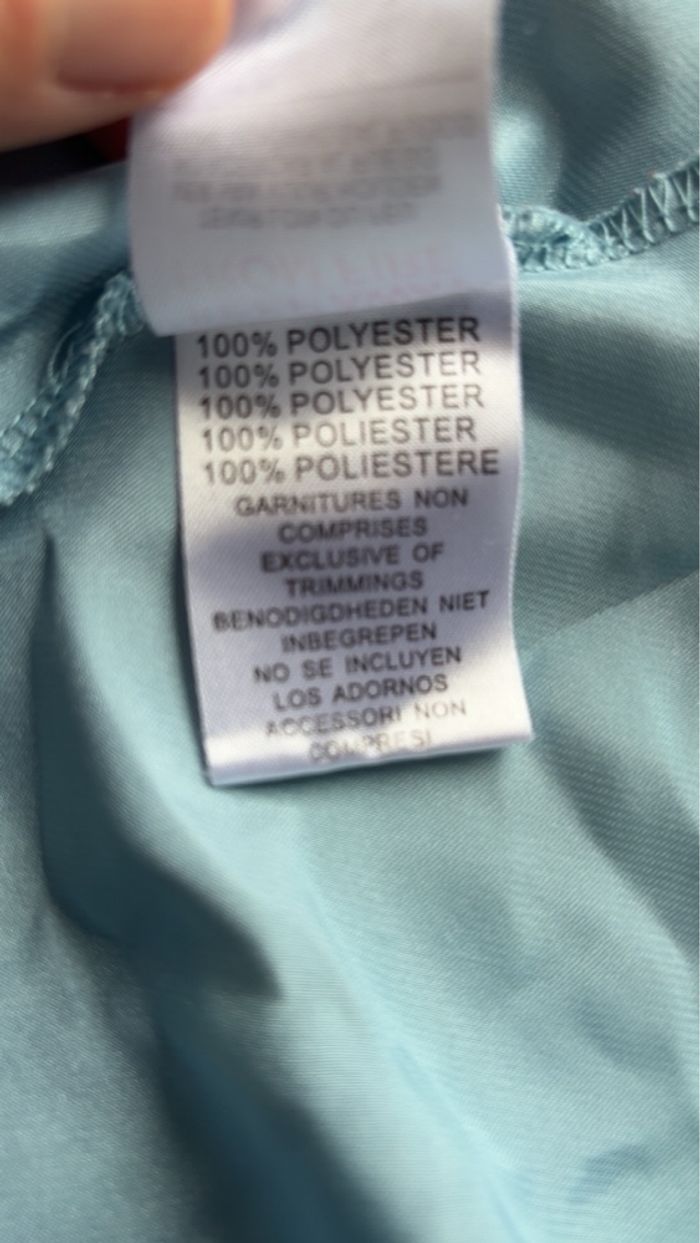 100% POLYESTER
100% POLYESTER
100% POLYESTER
100% POLIESTER
100% POLIESTERE
GARNITURES NON
COMPRISES
EXCLUSIVE OF
TRIMMINGS
BENODIGDHEDEN NIET
INBEGREPEN
NO SE INCLUYEN
LOS ADORNOS
ACCESSORI NON
COMPRESI